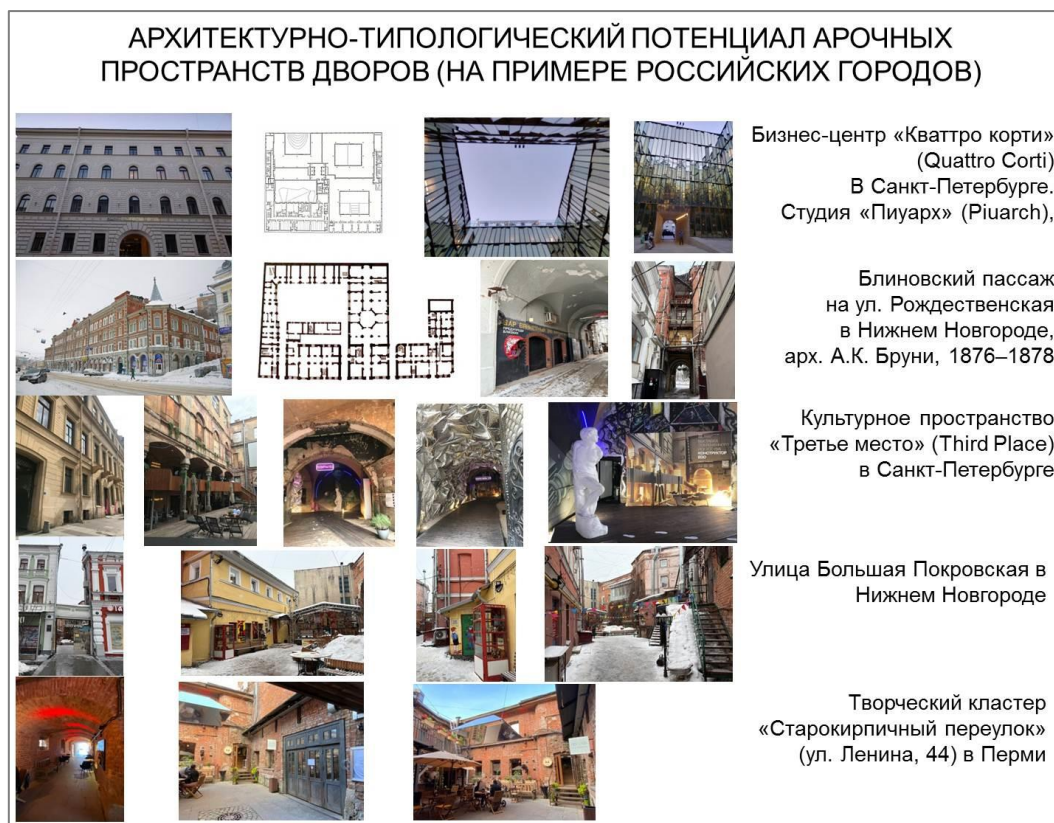 АРХИТЕКТУРНО-ТИПОЛОГИЧЕСКИЙ ПОТЕНЦИАЛ АРОЧНЫХ
ПРОСТРАНСТВ ДВОРОВ (НА ПРИМЕРЕ РОССИЙСКИХ ГОРОДОВ)
Бизнес-центр «Кваттро корти»
(Quattro Corti)
В Санкт-Петербурге.
Студия «Пиуарх» (Piuarch),
Блиновский пассаж
на ул. Рождественская
в Нижнем Новгороде,
арх. А.К. Бруни, 1876–1878
Культурное пространство
«Третье место» (Third Place)
в Санкт-Петербурге
Улица Большая Покровская в
Нижнем Новгороде
Творческий кластер
«Старокирпичный переулок»
(ул. Ленина, 44) в Перми